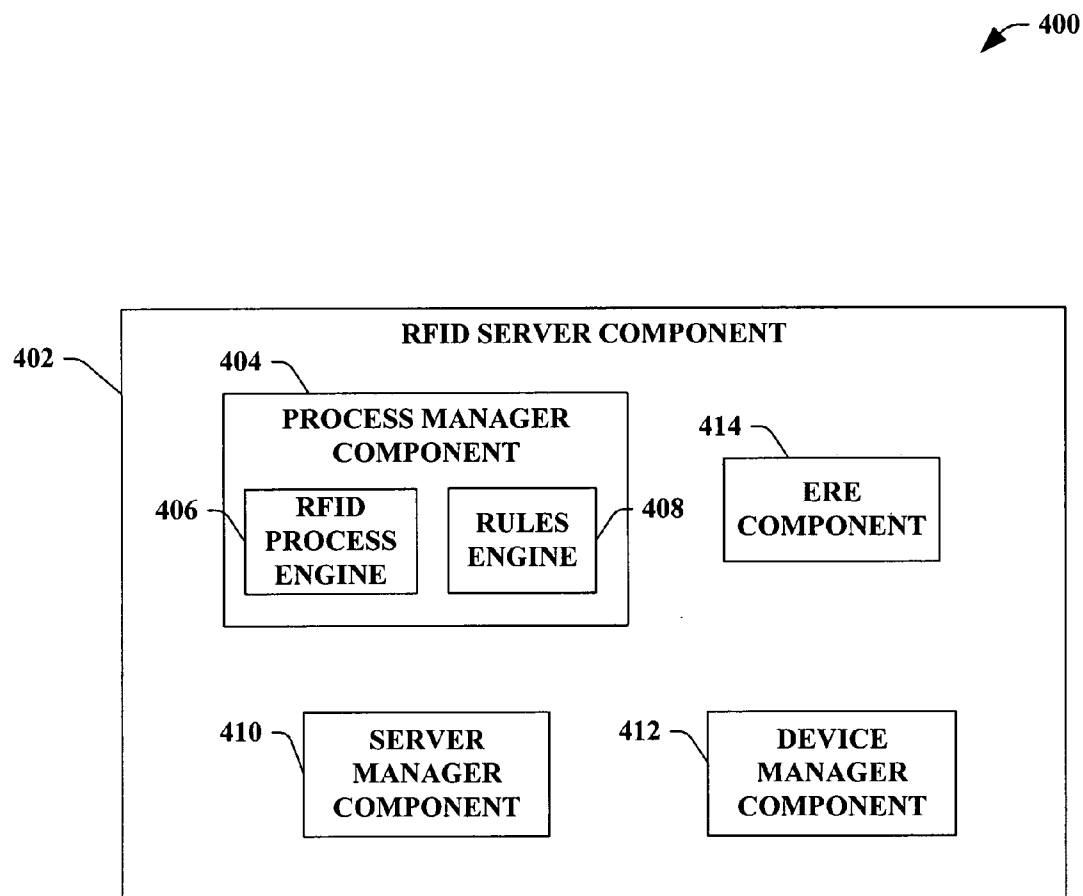 400
RFID SERVER COMPONENT
402
404
PROCESS MANAGER
COMPONENT
414
ERE
COMPONENT
406
RFID
PROCESS
ENGINE
RULES
ENGINE
408
410
SERVER
MANAGER
COMPONENT
412
DEVICE
MANAGER
COMPONENT